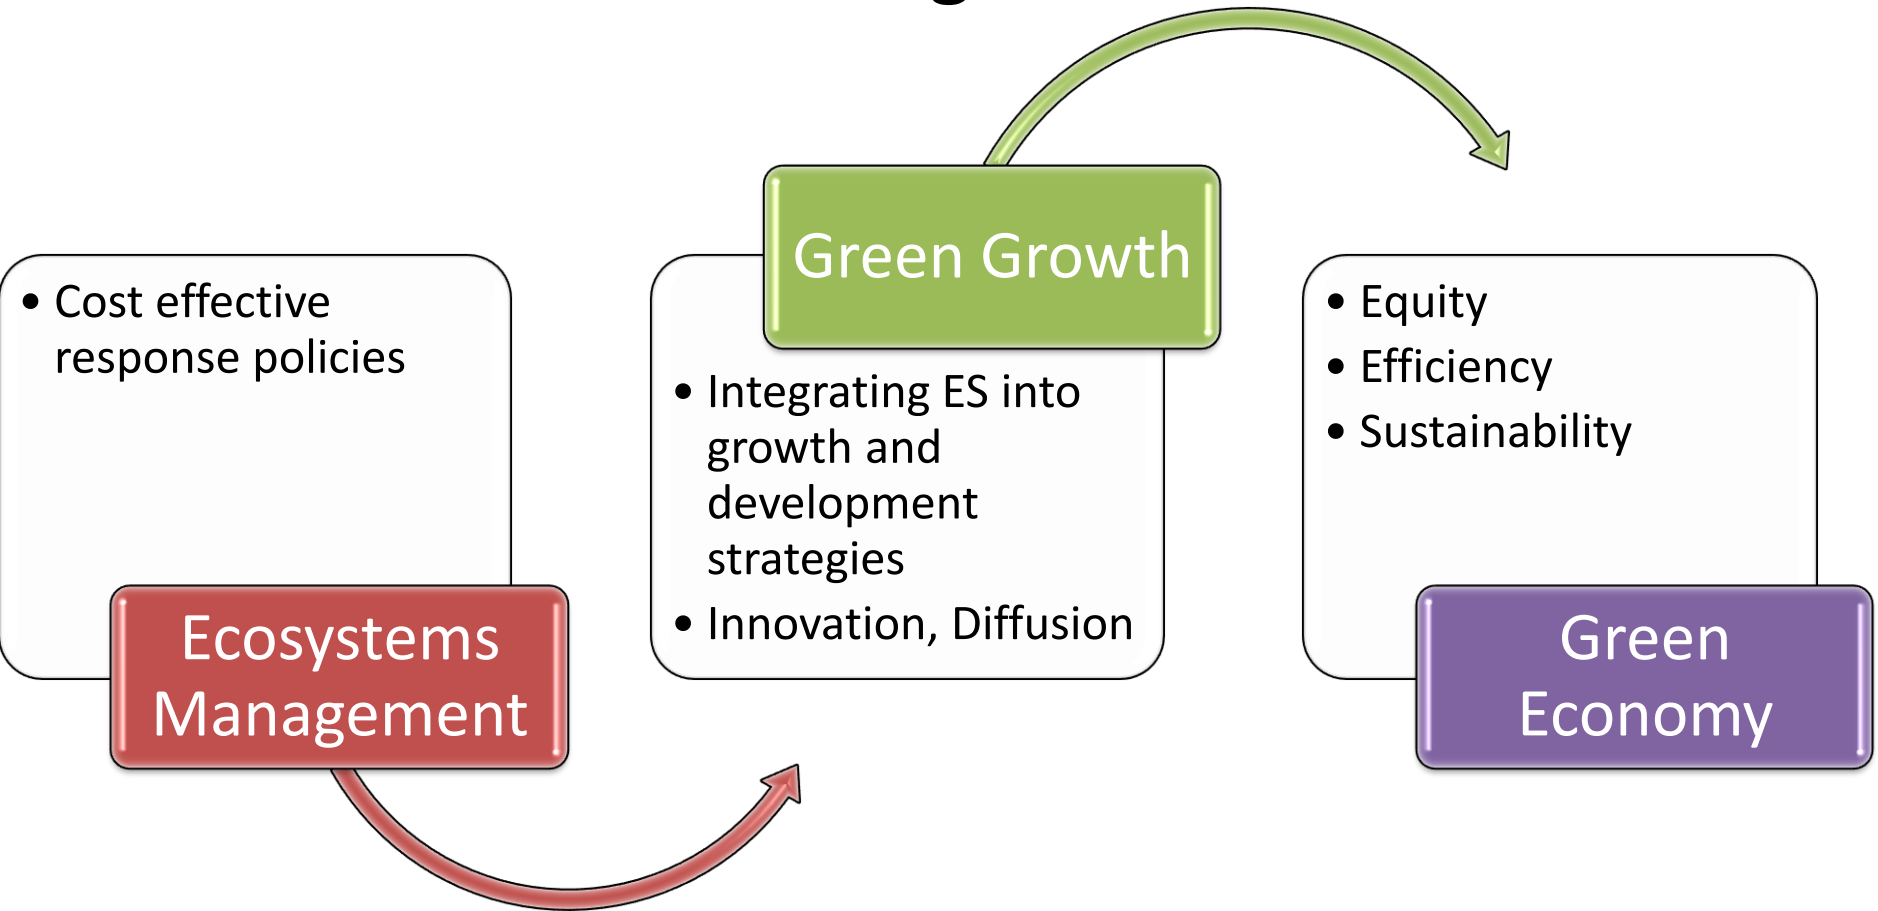 • Cost effective
response policies
Ecosystems
Management
Green Growth
• Integrating ES into
growth and
development
strategies
• Innovation, Diffusion
• Equity
• Efficiency
• Sustainability
Green
Economy